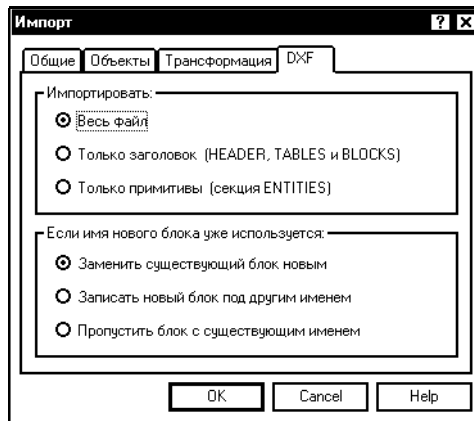 Импорт
Общие Объекты Трансформация DXF
Импортировать:
Весь файл
Только заголовок (HEADER, TABLES и BLOCKS)
Только примитивы (секция ENTITIES)
Если имя нового блока уже используется:
Заменить существующий блок новым
Записать новый блок под другим именем
Пропустить блок с существующим именем
OK Cancel Help